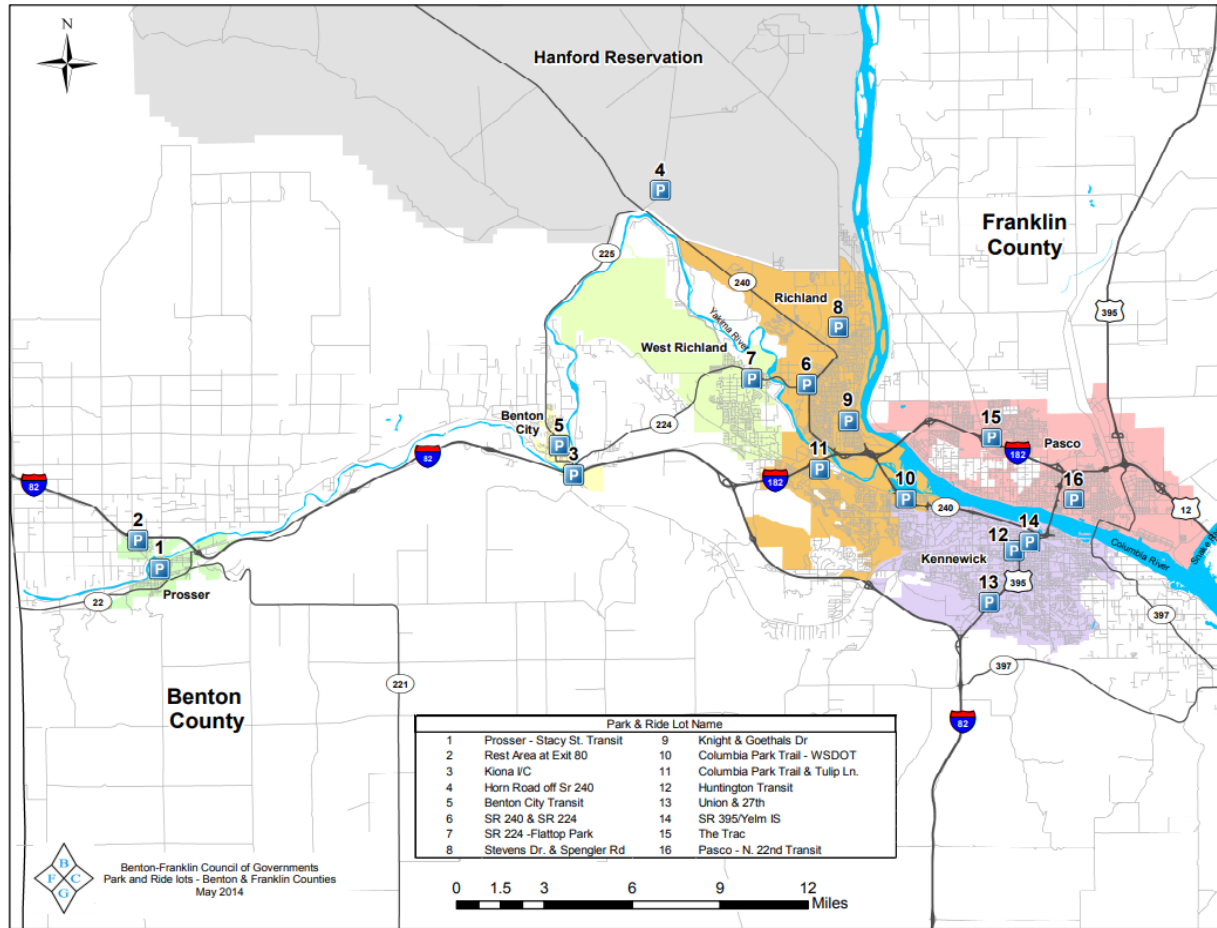 N
Hanford Reservation
4
Franklin
County
225
240
Richland
395
8
Yakima River
West Richland
7
6
Benton
City
224
9
15
Pasco
5
82
3
11
182
182
82
10
16
2
240
12
14
12
1
Kennewick
Columbia River
395
13
Prosser
22
397
397
Benton
County
221
82
Park & Ride Lot Name
1 Prosser - Stacy St. Transit 9 Knight & Goethals Dr
2 Rest Area at Exit 80 10 Columbia Park Trail - WSDOT
3 Kiona I/C 11 Columbia Park Trail & Tulip Ln.
4 Horn Road off Sr 240 12 Huntington Transit
5 Benton City Transit 13 Union & 27th
6 SR 240 & SR 224 14 SR 395/Yelm IS
7 SR 224 -Flattop Park 15 The Trac
8 Stevens Dr. & Spengler Rd 16 Pasco - N. 22nd Transit
B
F C
G
Benton-Franklin Council of Governments
Park and Ride lots - Benton & Franklin Counties
May 2014
0 1.5 3 6 9 12
Miles